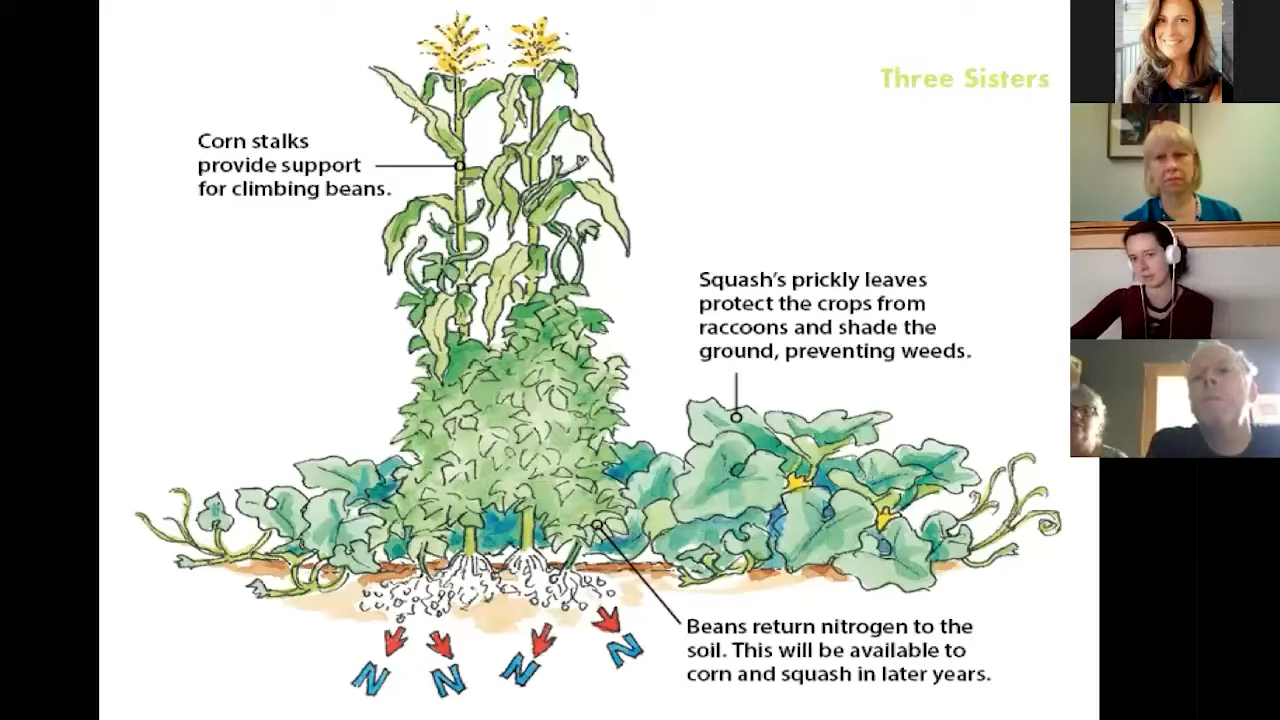 Three Sisters
Corn stalks
provide support
for climbing beans.
Squash's prickly leaves
protect the crops from
raccoons and shade the
ground, preventing weeds.
Beans return nitrogen to the
soil. This will be available to
corn and squash in later years.
N N N N